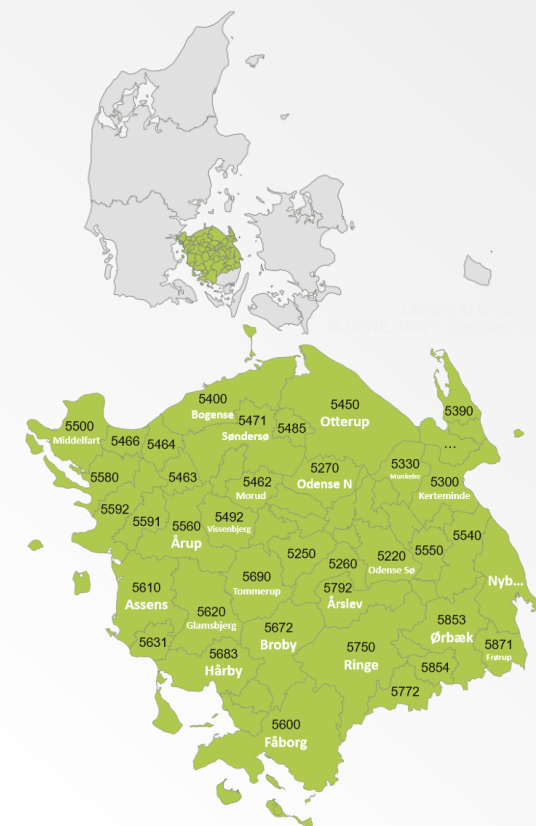 5400
Bogense
5450
Otterup
5390
5500
Middelfart
5471
Søndersø
5485
5466
5464
...
5580
5463
5462
Morud
5270
Odense N
5330
Munkebo
5300
Kerteminde
5592
5591
5560
Årup
5492
Vissenbjerg
5250
5260
5220
Odense Sø
5550
5540
5690
Tommerup
5792
Årslev
Nyb...
5610
Assens
5620
Glamsbjerg
5672
Broby
5853
Ørbæk
5871
Frørup
5631
5683
Hårby
5750
Ringe
5854
5772
5600
Fåborg